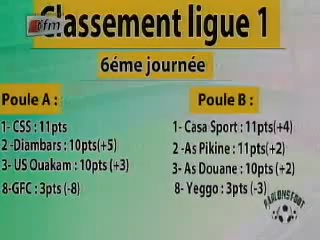 tfm
Classement ligue 1
6éme journée
Poule A :
1- CSS : 11pts
2 -Diambars : 10pts(+5)
3- US Ouakam : 10pts (+3)
8-GFC : 3pts (-8)
Poule B :
1- Casa Sport : 11pts(+4)
2 -As Pikine : 11pts(+2)
3- As Douane : 10pts (+2)
8- Yeggo : 3pts (-3)
PARLONSFOOT